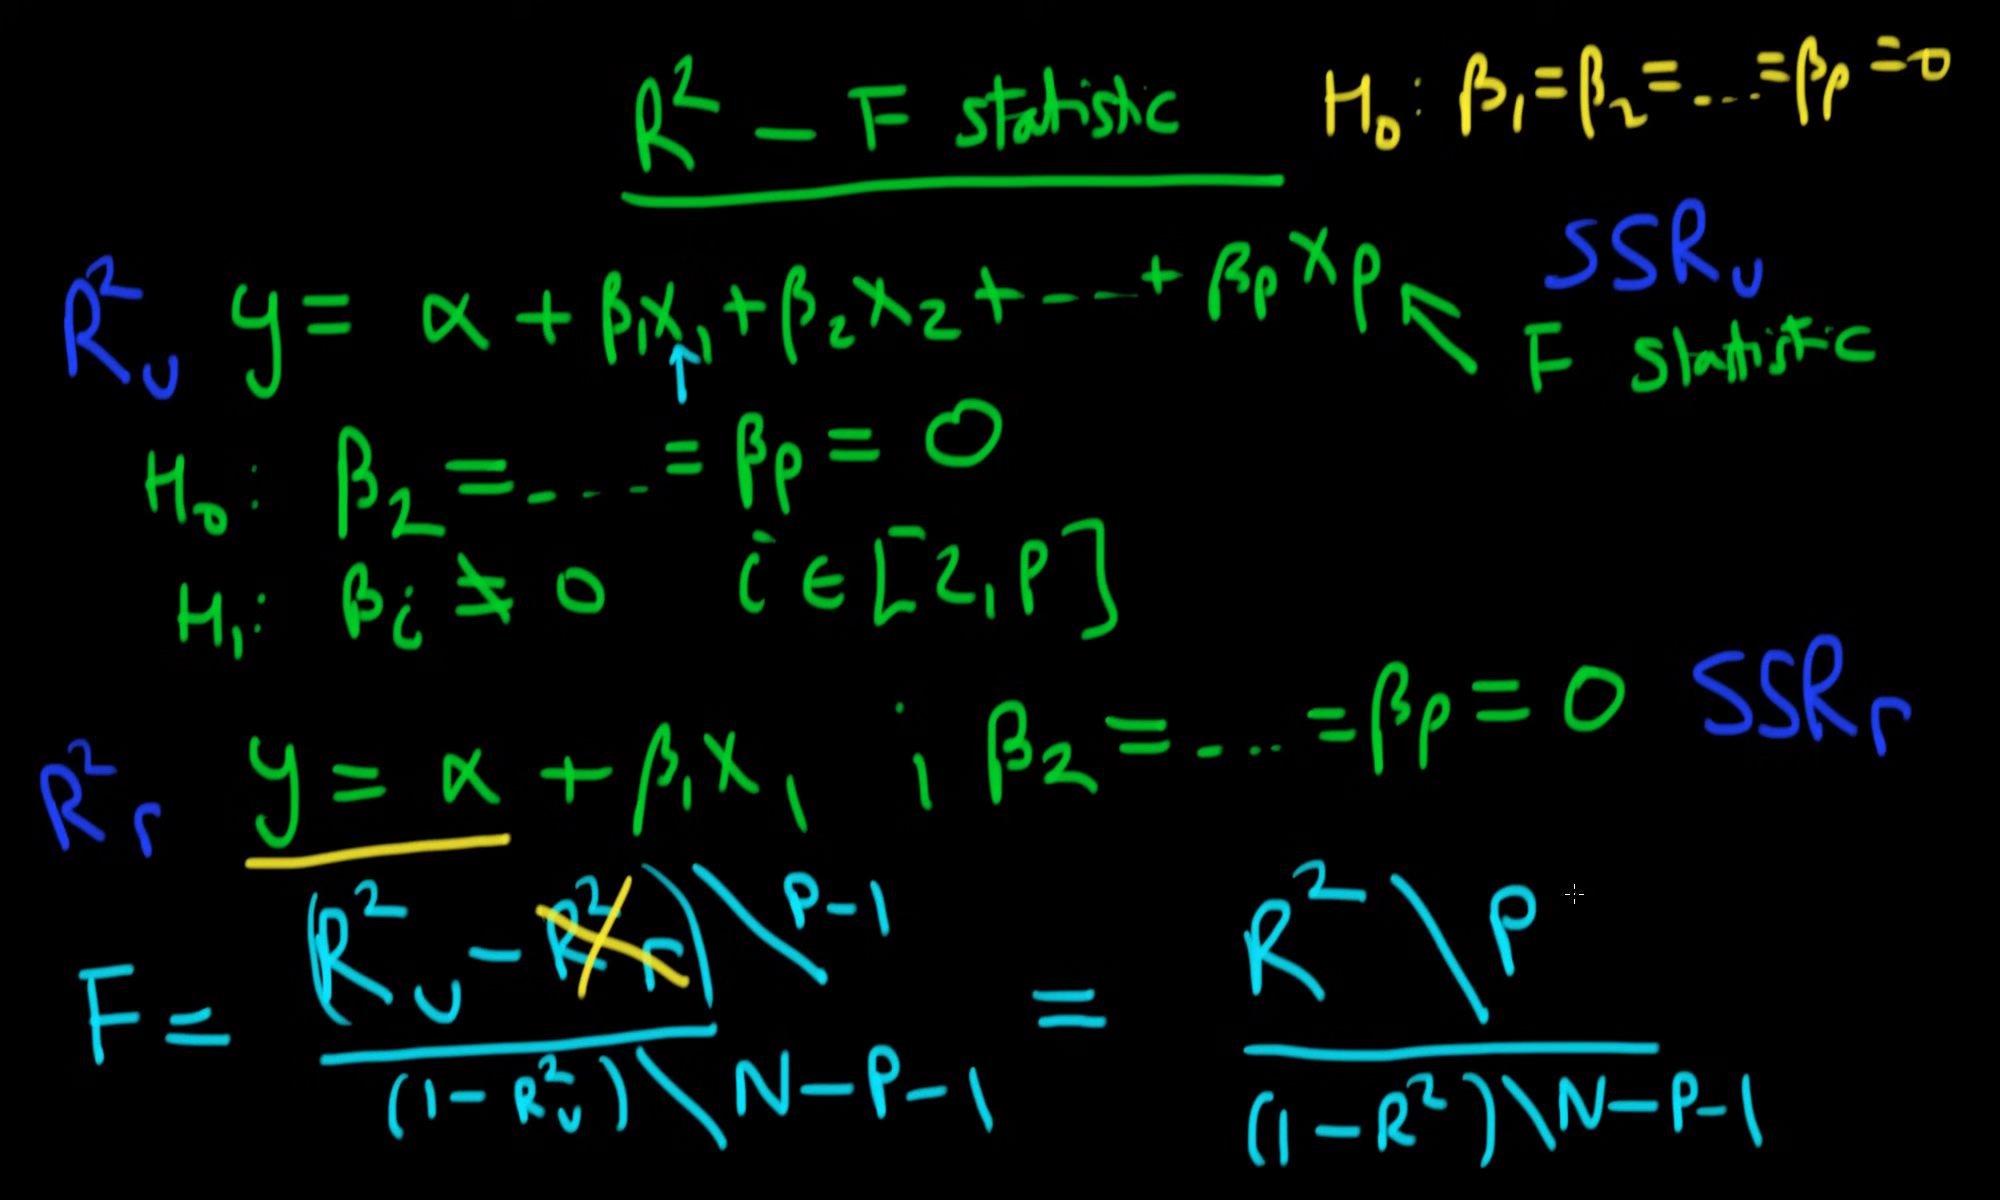 R² – F statistic
H₀: β₁ = β₂ = ... = βp = 0
R²ᵤ y = α + β₁x₁ + β₂x₂ + ... + βpxp
SSRᵤ
F statistic
H₀: β₂ = ... = βp = 0
H₁: βᵢ ≠ 0 i ∈ [2, p]
R²ᵣ y = α + β₁x₁ ; β₂ = ... = βp = 0 SSRᵣ
F = (R²ᵤ – R²ᵣ) \ p-1 = R² \ p
(1 – R²ᵤ) \ N – p – 1 (1 – R²) \ N – p – 1